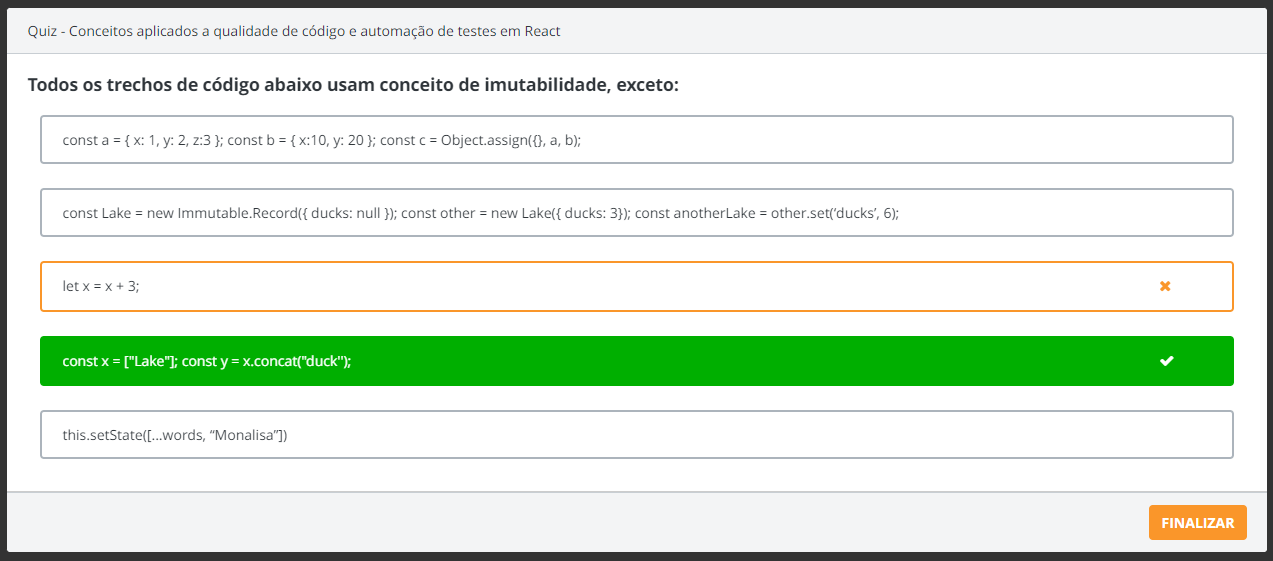 Quiz - Conceitos aplicados a qualidade de código e automação de testes em React
Todos os trechos de código abaixo usam conceito de imutabilidade, exceto:
const a = { x: 1, y: 2, z:3 }; const b = { x:10, y: 20 }; const c = Object.assign({}, a, b);
const Lake = new Immutable.Record({ ducks: null }); const other = new Lake({ ducks: 3}); const anotherLake = other.set(‘ducks’, 6);
let x = x + 3;
const x = ["Lake"]; const y = x.concat("duck");
this.setState([...words, “Monalisa”])
FINALIZAR